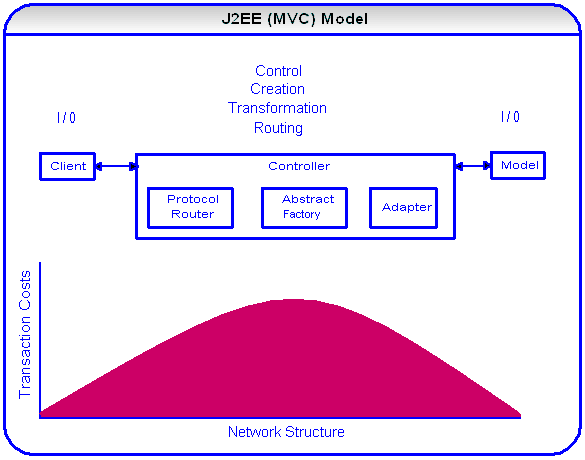 J2EE (MVC) Model
Control
Creation
Transformation
Routing
I / 0
I / 0
Client
Controller
Model
Protocol
Router
Abstract
Factory
Adapter
Transaction Costs
Network Structure